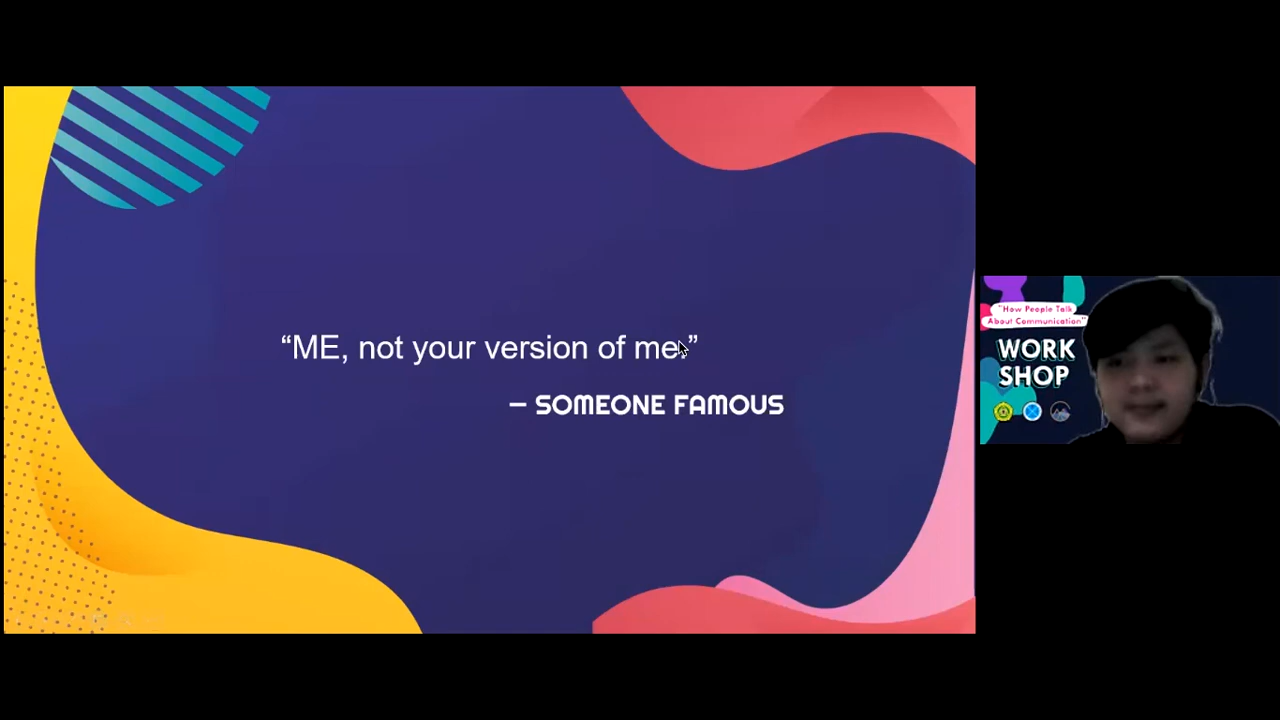 “ME, not your version of me.”
— SOMEONE FAMOUS
"How People Talk
About Communication"
WORK
SHOP